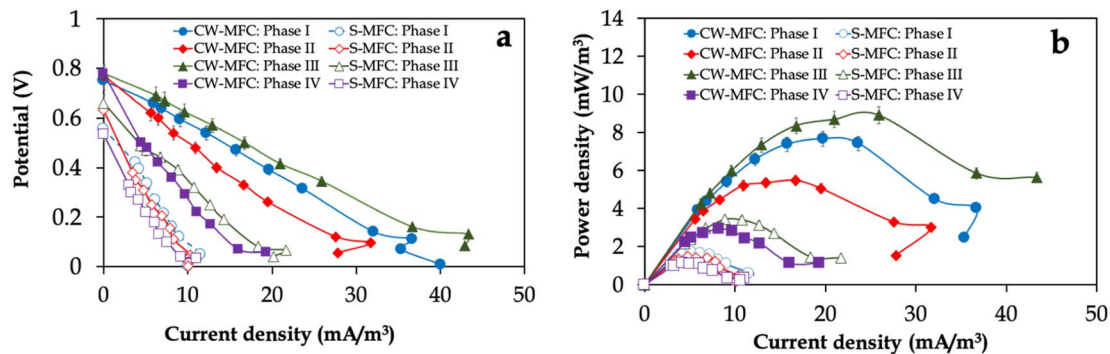 a
CW-MFC: Phase I
S-MFC: Phase I
CW-MFC: Phase II
S-MFC: Phase II
CW-MFC: Phase III
S-MFC: Phase III
CW-MFC: Phase IV
S-MFC: Phase IV
Potential (V)
1
0.8
0.6
0.4
0.2
0
0 10 20 30 40 50
Current density (mA/m³)
b
CW-MFC: Phase I
S-MFC: Phase I
CW-MFC: Phase II
S-MFC: Phase II
CW-MFC: Phase III
S-MFC: Phase III
CW-MFC: Phase IV
S-MFC: Phase IV
Power density (mW/m³)
14
12
10
8
6
4
2
0
0 10 20 30 40 50
Current density (mA/m³)